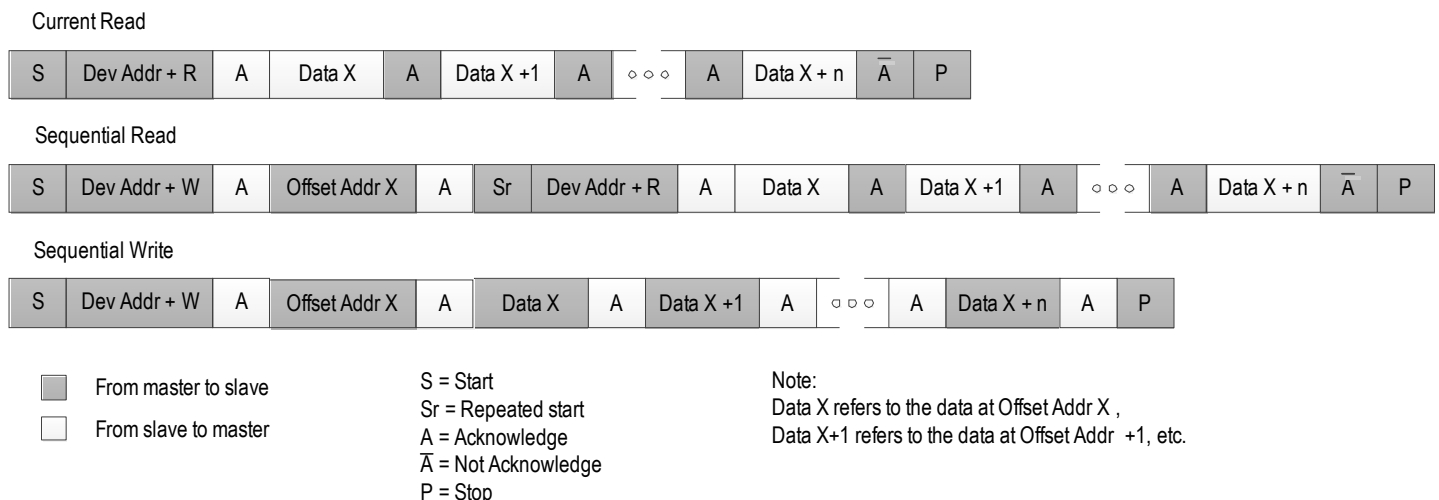 Current Read
S Dev Addr + R A Data X A Data X +1 A A Data X + n A̅ P
Sequential Read
S Dev Addr + W A Offset Addr X A Sr Dev Addr + R A Data X A Data X +1 A A Data X + n A̅ P
Sequential Write
S Dev Addr + W A Offset Addr X A Data X A Data X +1 A A Data X + n A P
From master to slave
From slave to master
S = Start
Sr = Repeated start
A = Acknowledge
A̅ = Not Acknowledge
P = Stop
Note:
Data X refers to the data at Offset Addr X ,
Data X+1 refers to the data at Offset Addr +1, etc.